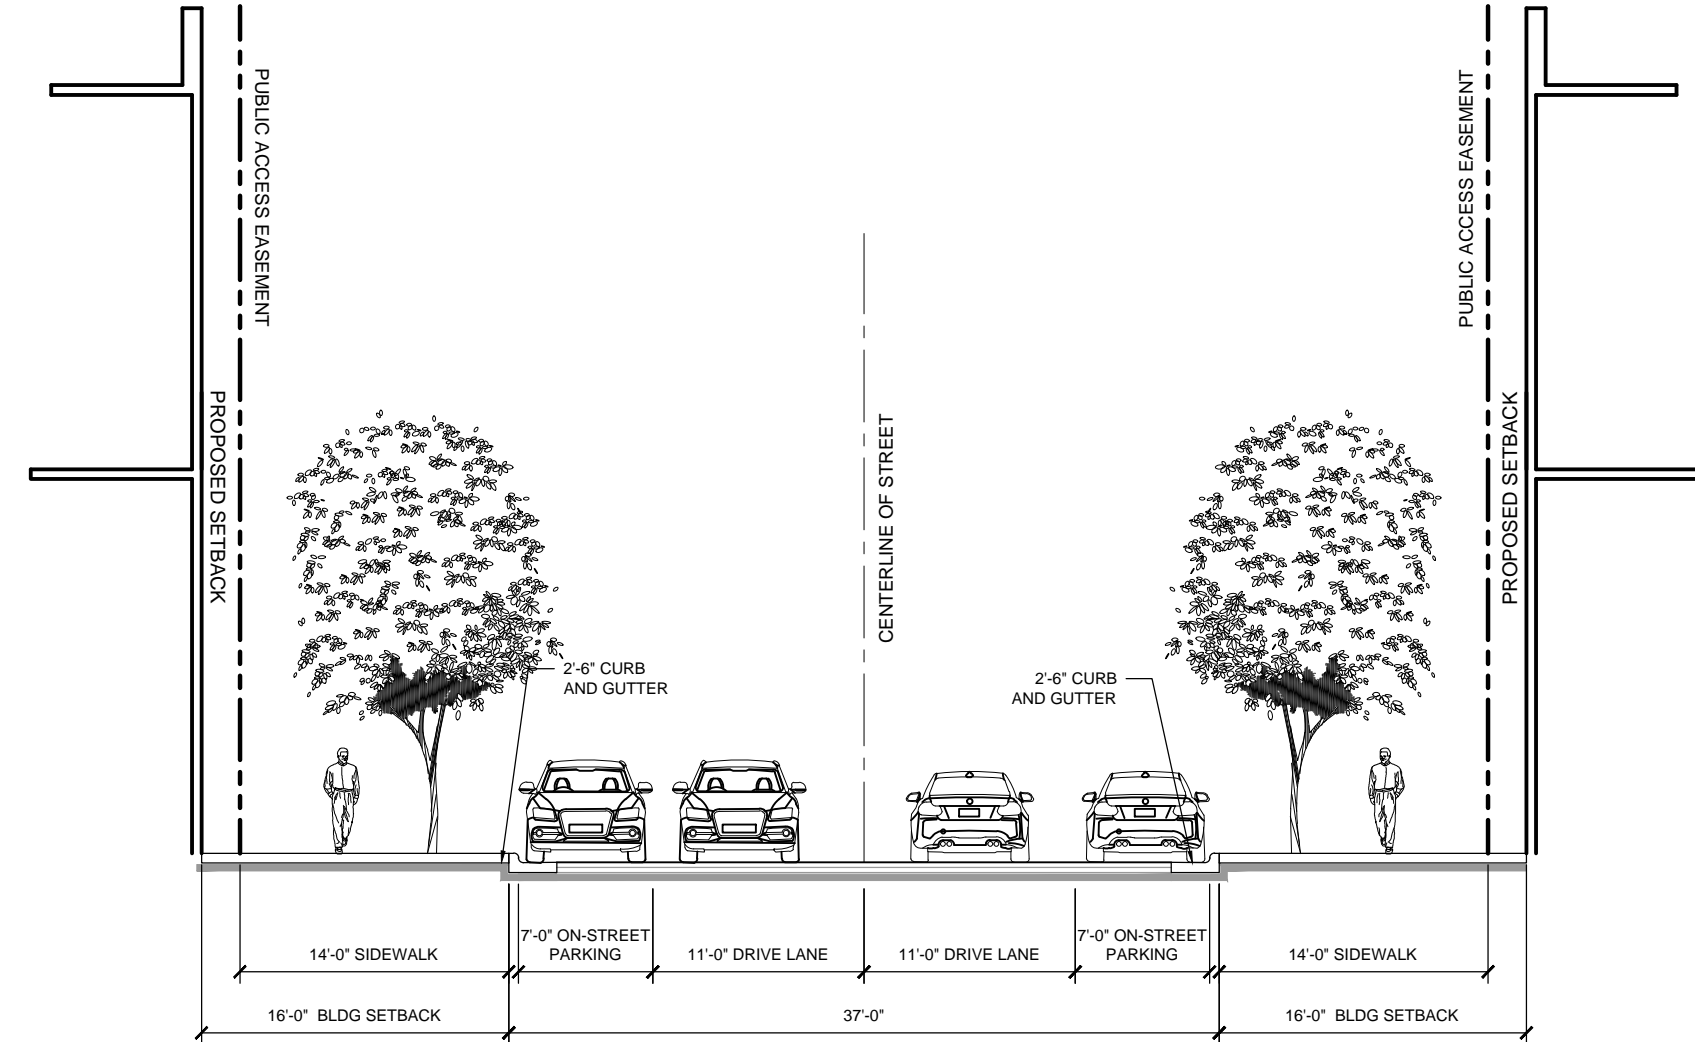 PUBLIC ACCESS EASEMENT
PUBLIC ACCESS EASEMENT
PROPOSED SETBACK
PROPOSED SETBACK
CENTERLINE OF STREET
2'-6" CURB
AND GUTTER
2'-6" CURB
AND GUTTER
14'-0" SIDEWALK
7'-0" ON-STREET
PARKING
11'-0" DRIVE LANE
11'-0" DRIVE LANE
7'-0" ON-STREET
PARKING
14'-0" SIDEWALK
16'-0" BLDG SETBACK
37'-0"
16'-0" BLDG SETBACK